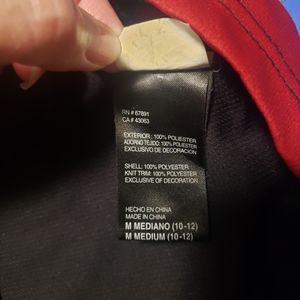 RN # 67891
CA # 43063
EXTERIOR : 100% POLIESTER
ADORNO TEJIDO: 100% POLIESTER
EXCLUSIVO DE DECORACION
SHELL: 100% POLYESTER
KNIT TRIM: 100% POLYESTER
EXCLUSIVE OF DECORATION
HECHO EN CHINA
MADE IN CHINA
M MEDIANO (10-12)
M MEDIUM (10-12)